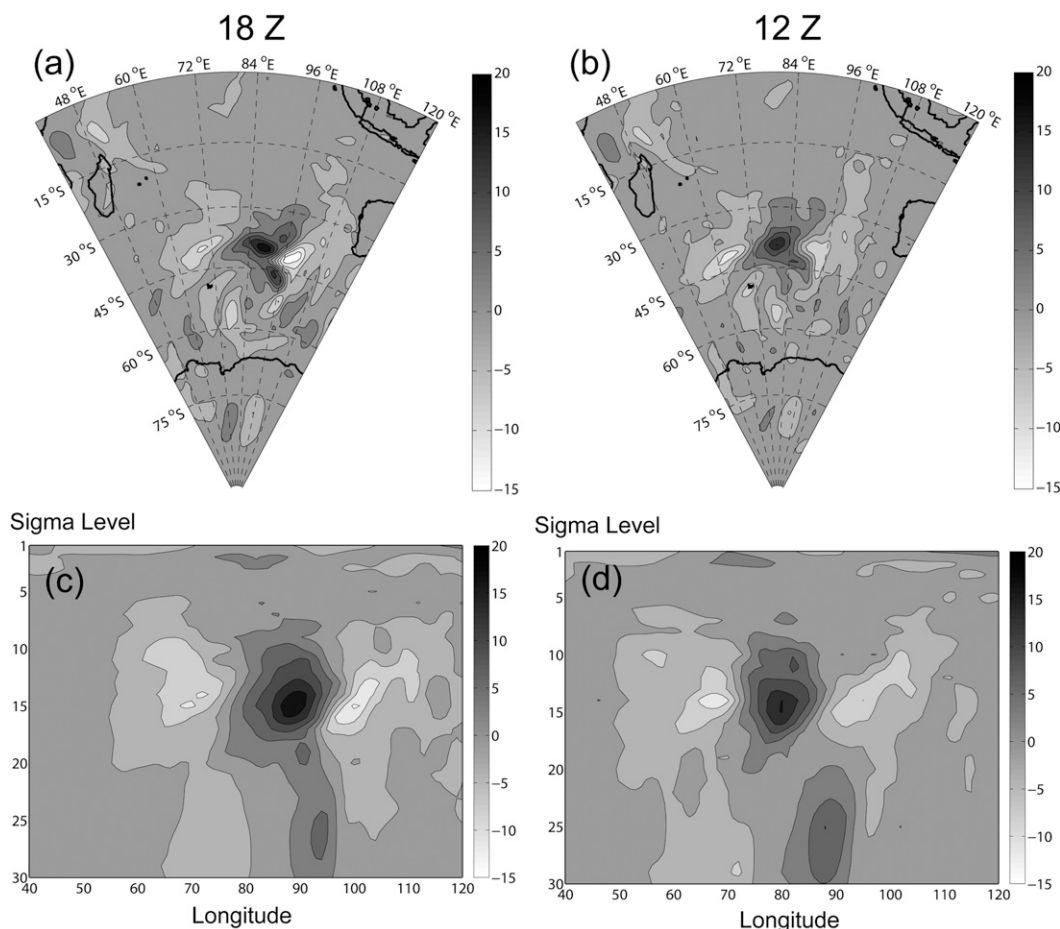 18 Z
12 Z
(a)
48 °E
60 °E
72 °E
84 °E
96 °E
108 °E
120 °E
15 °S
30 °S
45 °S
60 °S
75 °S
20
15
10
5
0
−5
−10
−15
(b)
48 °E
60 °E
72 °E
84 °E
96 °E
108 °E
120 °E
15 °S
30 °S
45 °S
60 °S
75 °S
20
15
10
5
0
−5
−10
−15
Sigma Level
(c)
1
5
10
15
20
25
30
40 50 60 70 80 90 100 110 120
Longitude
20
15
10
5
0
−5
−10
−15
Sigma Level
(d)
1
5
10
15
20
25
30
40 50 60 70 80 90 100 110 120
Longitude
20
15
10
5
0
−5
−10
−15